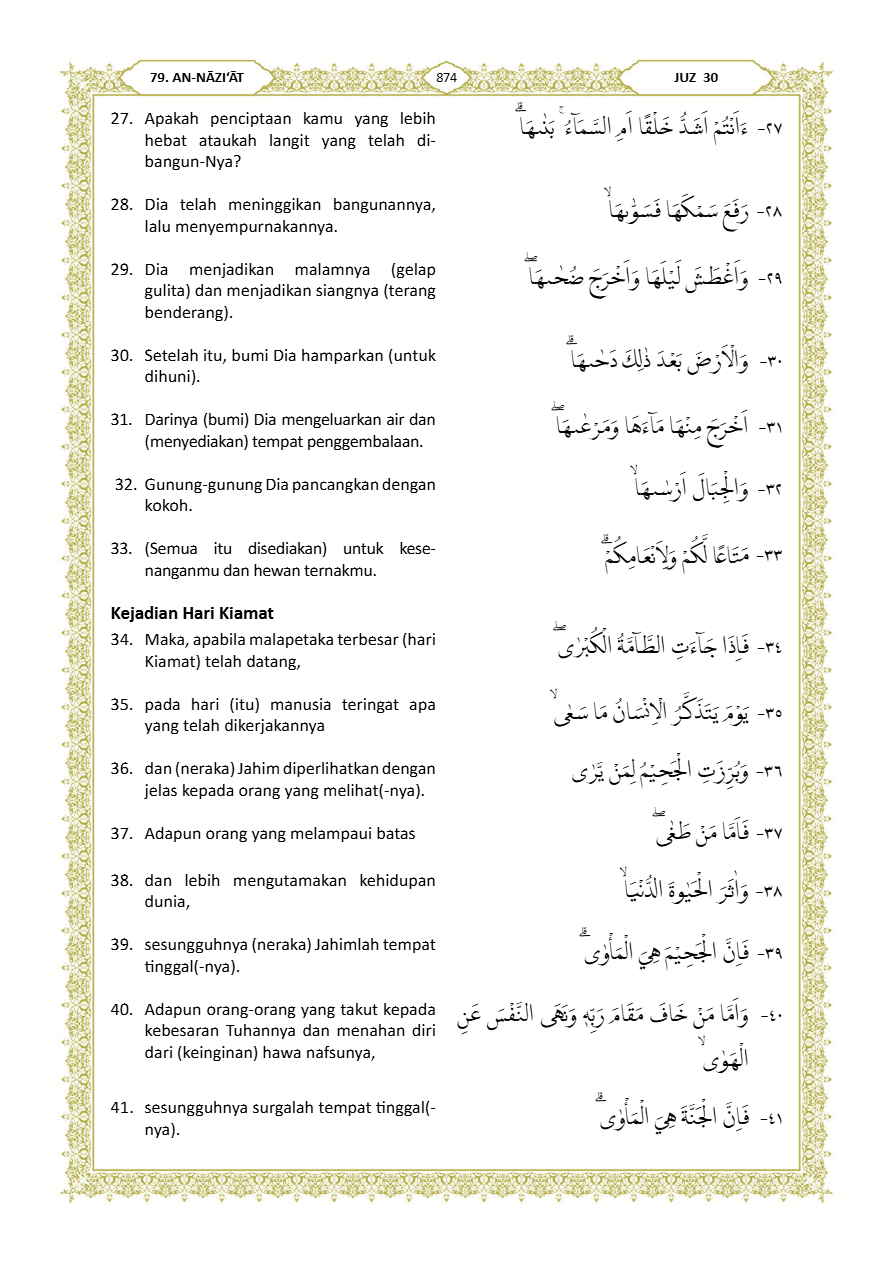 79. AN-NĀZI‘ĀT
874
JUZ 30
27. Apakah penciptaan kamu yang lebih
hebat ataukah langit yang telah di-
bangun-Nya?
٢٧- ءَاَنْتُمْ اَشَدُّ خَلْقًا اَمِ السَّمَاۤءُ ۚ بَنٰىهَاۗ
28. Dia telah meninggikan bangunannya,
lalu menyempurnakannya.
٢٨- رَفَعَ سَمْكَهَا فَسَوّٰىهَاۙ
29. Dia menjadikan malamnya (gelap
gulita) dan menjadikan siangnya (terang
benderang).
٢٩- وَاَغْطَشَ لَيْلَهَا وَاَخْرَجَ ضُحٰىهَاۖ
30. Setelah itu, bumi Dia hamparkan (untuk
dihuni).
٣٠- وَالْاَرْضَ بَعْدَ ذٰلِكَ دَحٰىهَاۗ
31. Darinya (bumi) Dia mengeluarkan air dan
(menyediakan) tempat penggembalaan.
٣١- اَخْرَجَ مِنْهَا مَاۤءَهَا وَمَرْعٰىهَاۖ
32. Gunung-gunung Dia pancangkan dengan
kokoh.
٣٢- وَالْجِبَالَ اَرْسٰىهَاۙ
33. (Semua itu disediakan) untuk kese-
nanganmu dan hewan ternakmu.
٣٣- مَتَاعًا لَّكُمْ وَلِاَنْعَامِكُمْۗ
Kejadian Hari Kiamat
34. Maka, apabila malapetaka terbesar (hari
Kiamat) telah datang,
٣٤- فَاِذَا جَاۤءَتِ الطَّاۤمَّةُ الْكُبْرٰىۖ
35. pada hari (itu) manusia teringat apa
yang telah dikerjakannya
٣٥- يَوْمَ يَتَذَكَّرُ الْاِنْسَانُ مَا سَعٰىۙ
36. dan (neraka) Jahim diperlihatkan dengan
jelas kepada orang yang melihat(-nya).
٣٦- وَبُرِّزَتِ الْجَحِيْمُ لِمَنْ يَّرٰى
37. Adapun orang yang melampaui batas
٣٧- فَاَمَّا مَنْ طَغٰىۖ
38. dan lebih mengutamakan kehidupan
dunia,
٣٨- وَاٰثَرَ الْحَيٰوةَ الدُّنْيَاۙ
39. sesungguhnya (neraka) Jahimlah tempat
tinggal(-nya).
٣٩- فَاِنَّ الْجَحِيْمَ هِيَ الْمَأْوٰىۗ
40. Adapun orang-orang yang takut kepada
kebesaran Tuhannya dan menahan diri
dari (keinginan) hawa nafsunya,
٤٠- وَاَمَّا مَنْ خَافَ مَقَامَ رَبِّهٖ وَنَهَى النَّفْسَ عَنِ
الْهَوٰىۙ
41. sesungguhnya surgalah tempat tinggal(-
nya).
٤١- فَاِنَّ الْجَنَّةَ هِيَ الْمَأْوٰىۗ